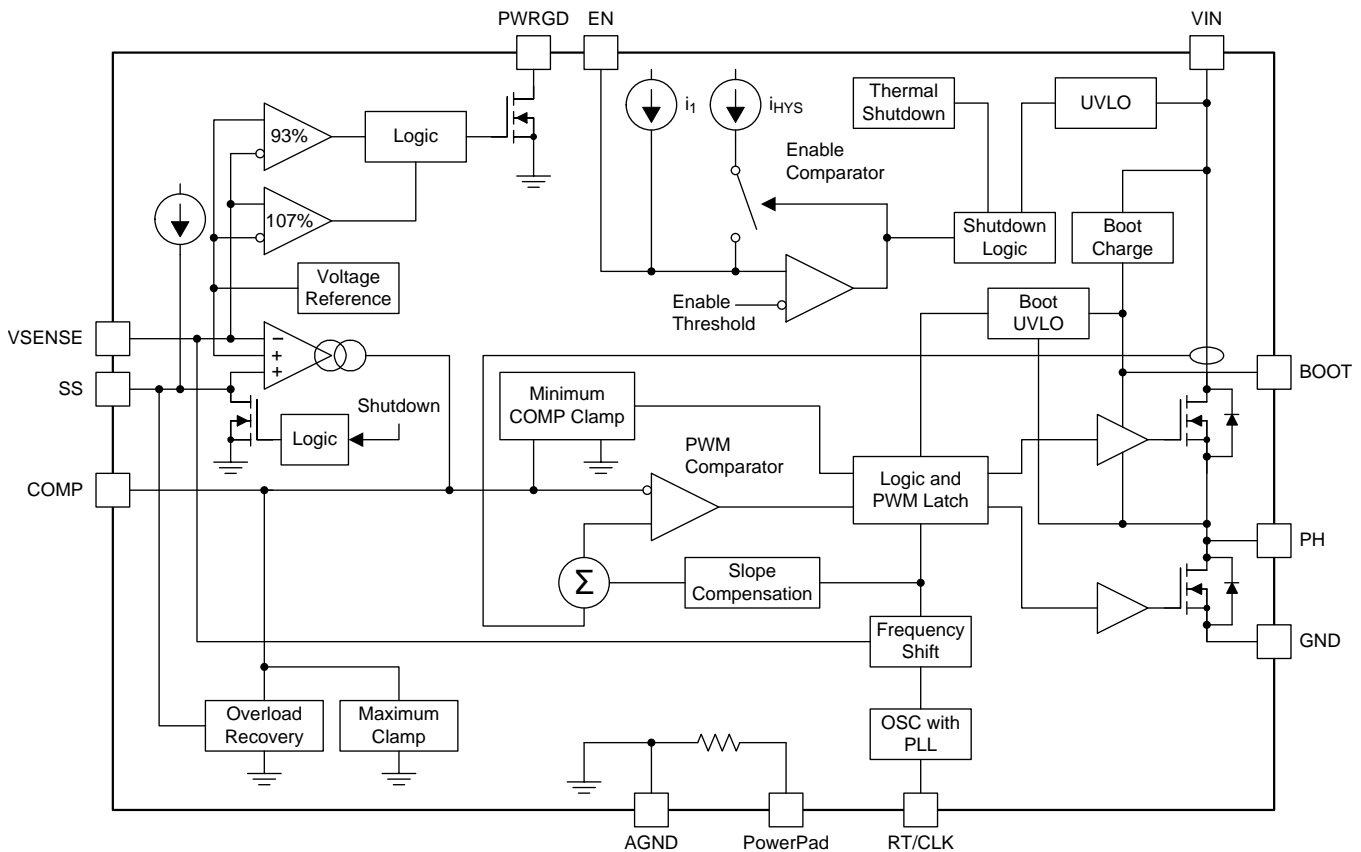 PWRGD
EN
VIN
93%
Logic
i1
iHYS
Thermal
Shutdown
UVLO
Enable
Comparator
107%
Shutdown
Logic
Boot
Charge
Voltage
Reference
Enable
Threshold
Boot
UVLO
VSENSE
−
+
+
SS
BOOT
Shutdown
Logic
Minimum
COMP Clamp
PWM
Comparator
COMP
Logic and
PWM Latch
PH
Σ
Slope
Compensation
Frequency
Shift
GND
Overload
Recovery
Maximum
Clamp
OSC with
PLL
AGND
PowerPad
RT/CLK